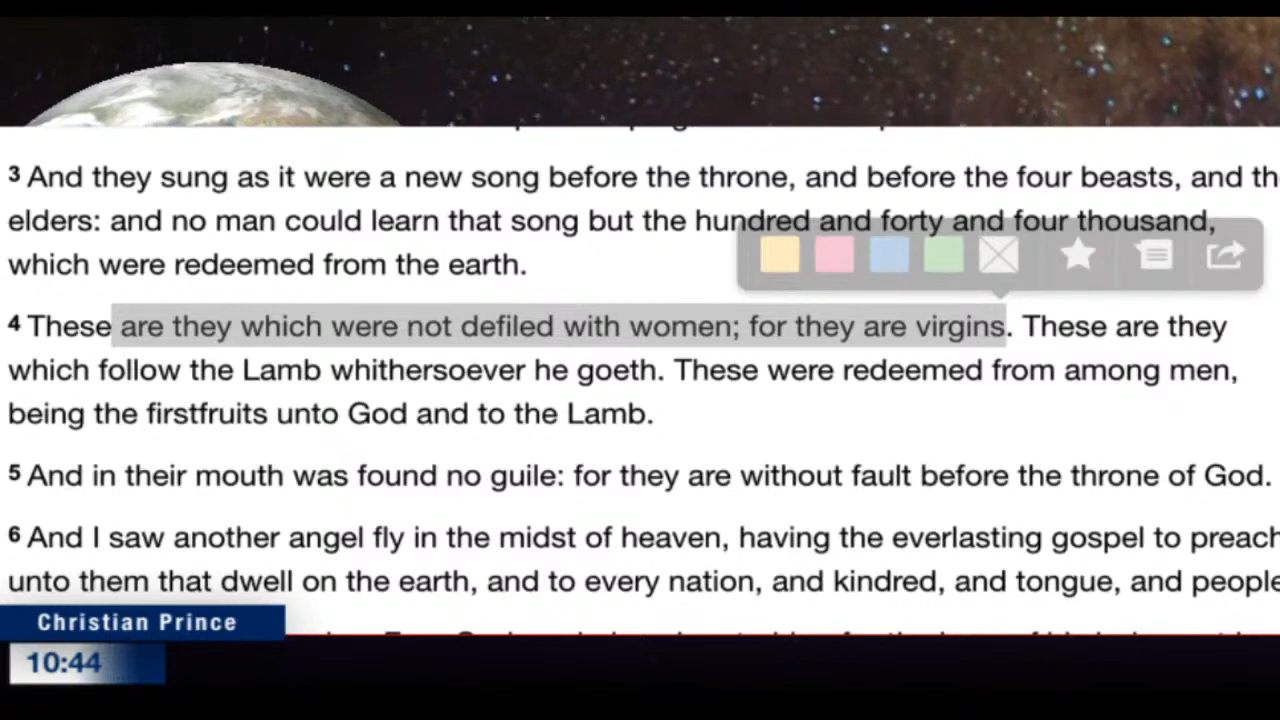 3 And they sung as it were a new song before the throne, and before the four beasts, and th
elders: and no man could learn that song but the hundred and forty and four thousand,
which were redeemed from the earth.
4 These are they which were not defiled with women; for they are virgins. These are they
which follow the Lamb whithersoever he goeth. These were redeemed from among men,
being the firstfruits unto God and to the Lamb.
5 And in their mouth was found no guile: for they are without fault before the throne of God.
6 And I saw another angel fly in the midst of heaven, having the everlasting gospel to preach
unto them that dwell on the earth, and to every nation, and kindred, and tongue, and people
Christian Prince
10:44